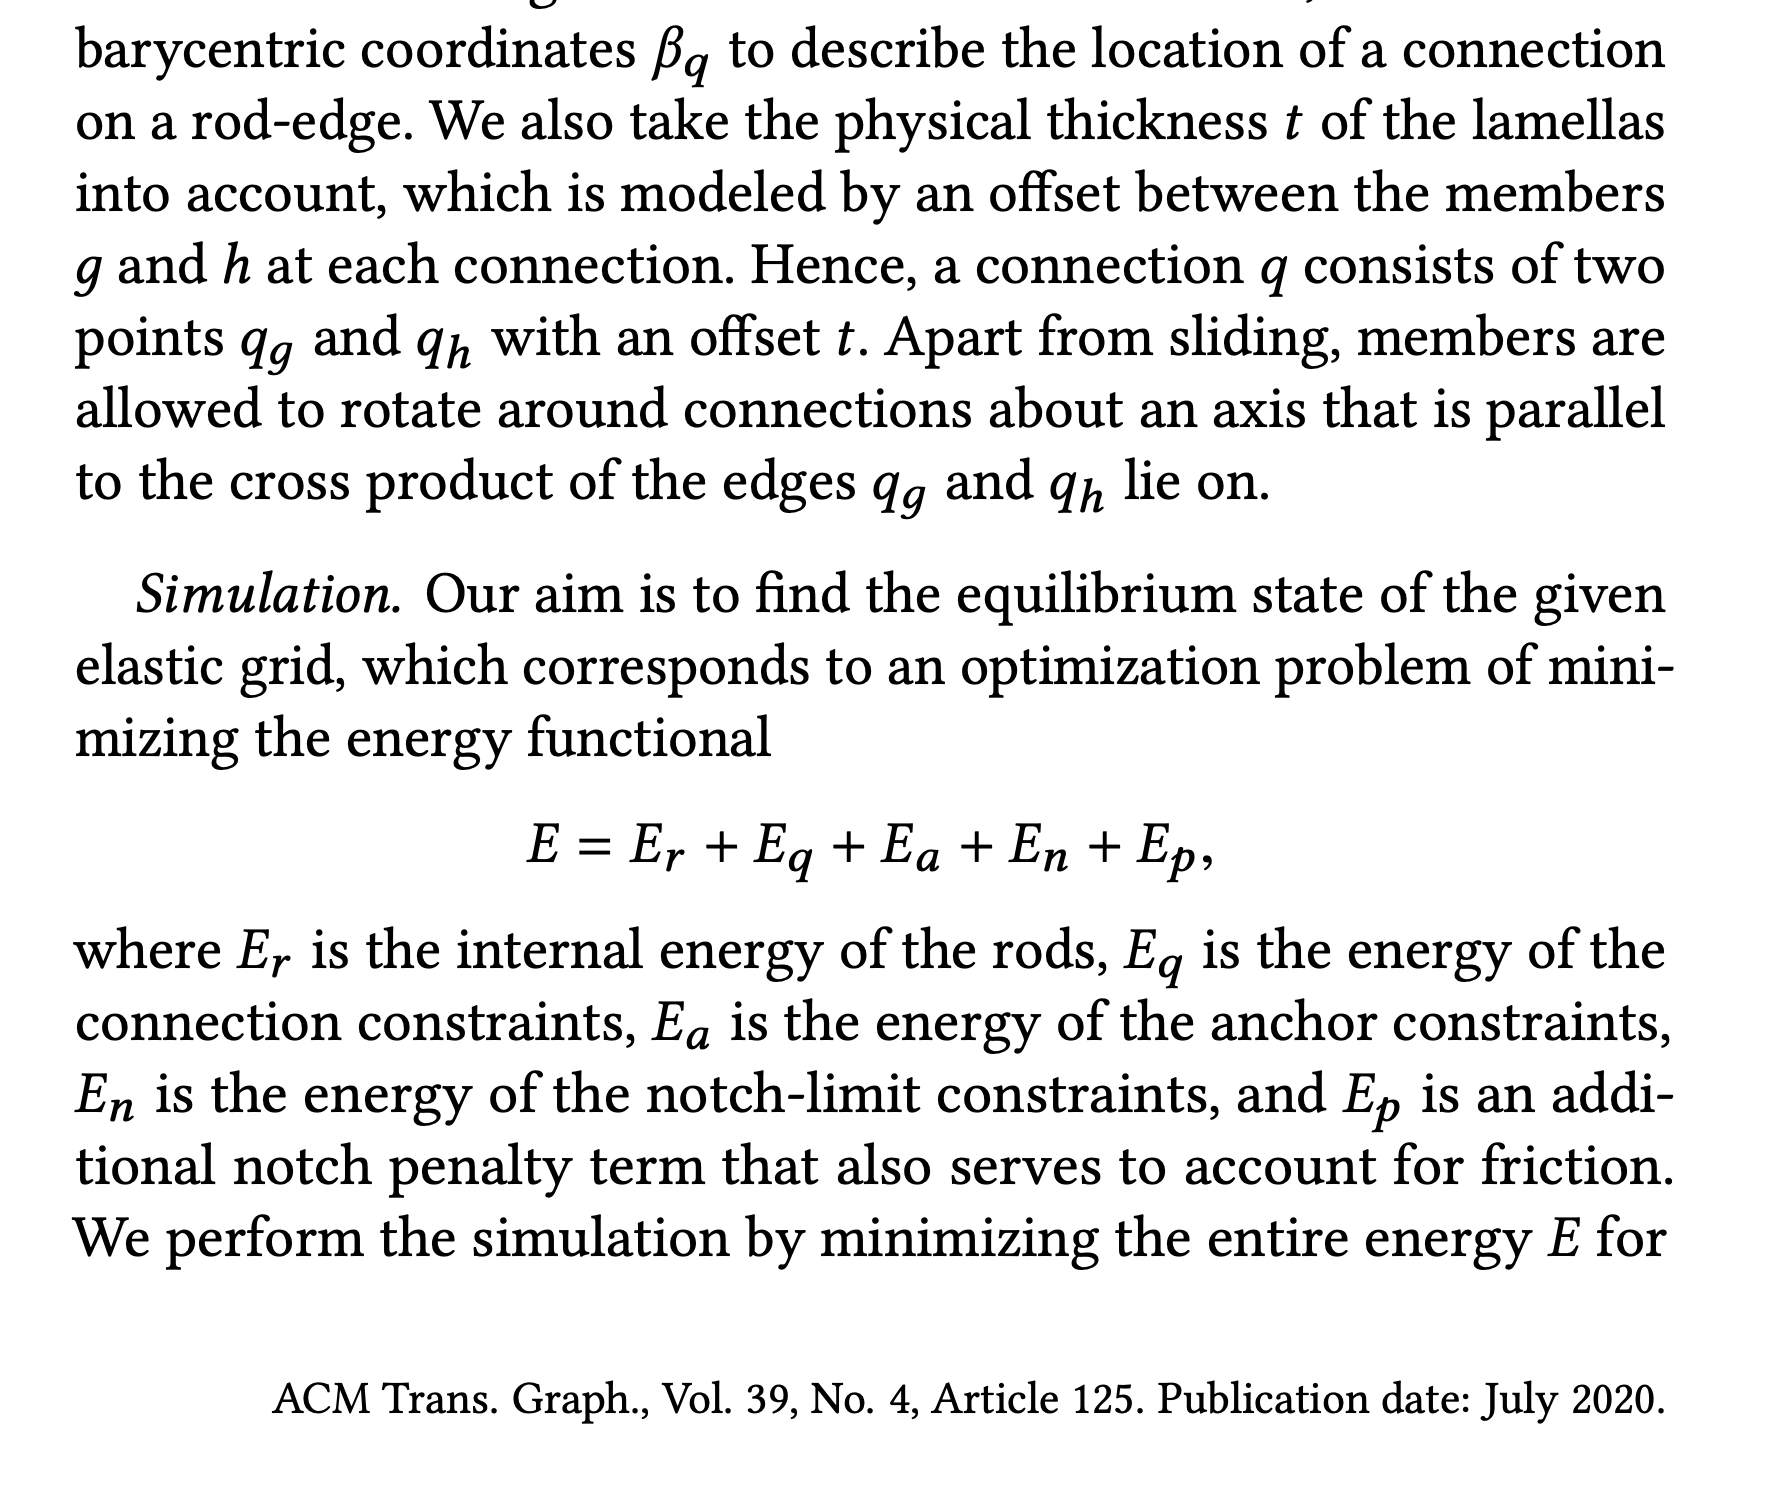 barycentric coordinates β_q to describe the location of a connection
on a rod-edge. We also take the physical thickness t of the lamellas
into account, which is modeled by an offset between the members
g and h at each connection. Hence, a connection q consists of two
points q_g and q_h with an offset t. Apart from sliding, members are
allowed to rotate around connections about an axis that is parallel
to the cross product of the edges q_g and q_h lie on.
Simulation. Our aim is to find the equilibrium state of the given
elastic grid, which corresponds to an optimization problem of mini-
mizing the energy functional
E = E_r + E_q + E_a + E_n + E_p,
where E_r is the internal energy of the rods, E_q is the energy of the
connection constraints, E_a is the energy of the anchor constraints,
E_n is the energy of the notch-limit constraints, and E_p is an addi-
tional notch penalty term that also serves to account for friction.
We perform the simulation by minimizing the entire energy E for
ACM Trans. Graph., Vol. 39, No. 4, Article 125. Publication date: July 2020.